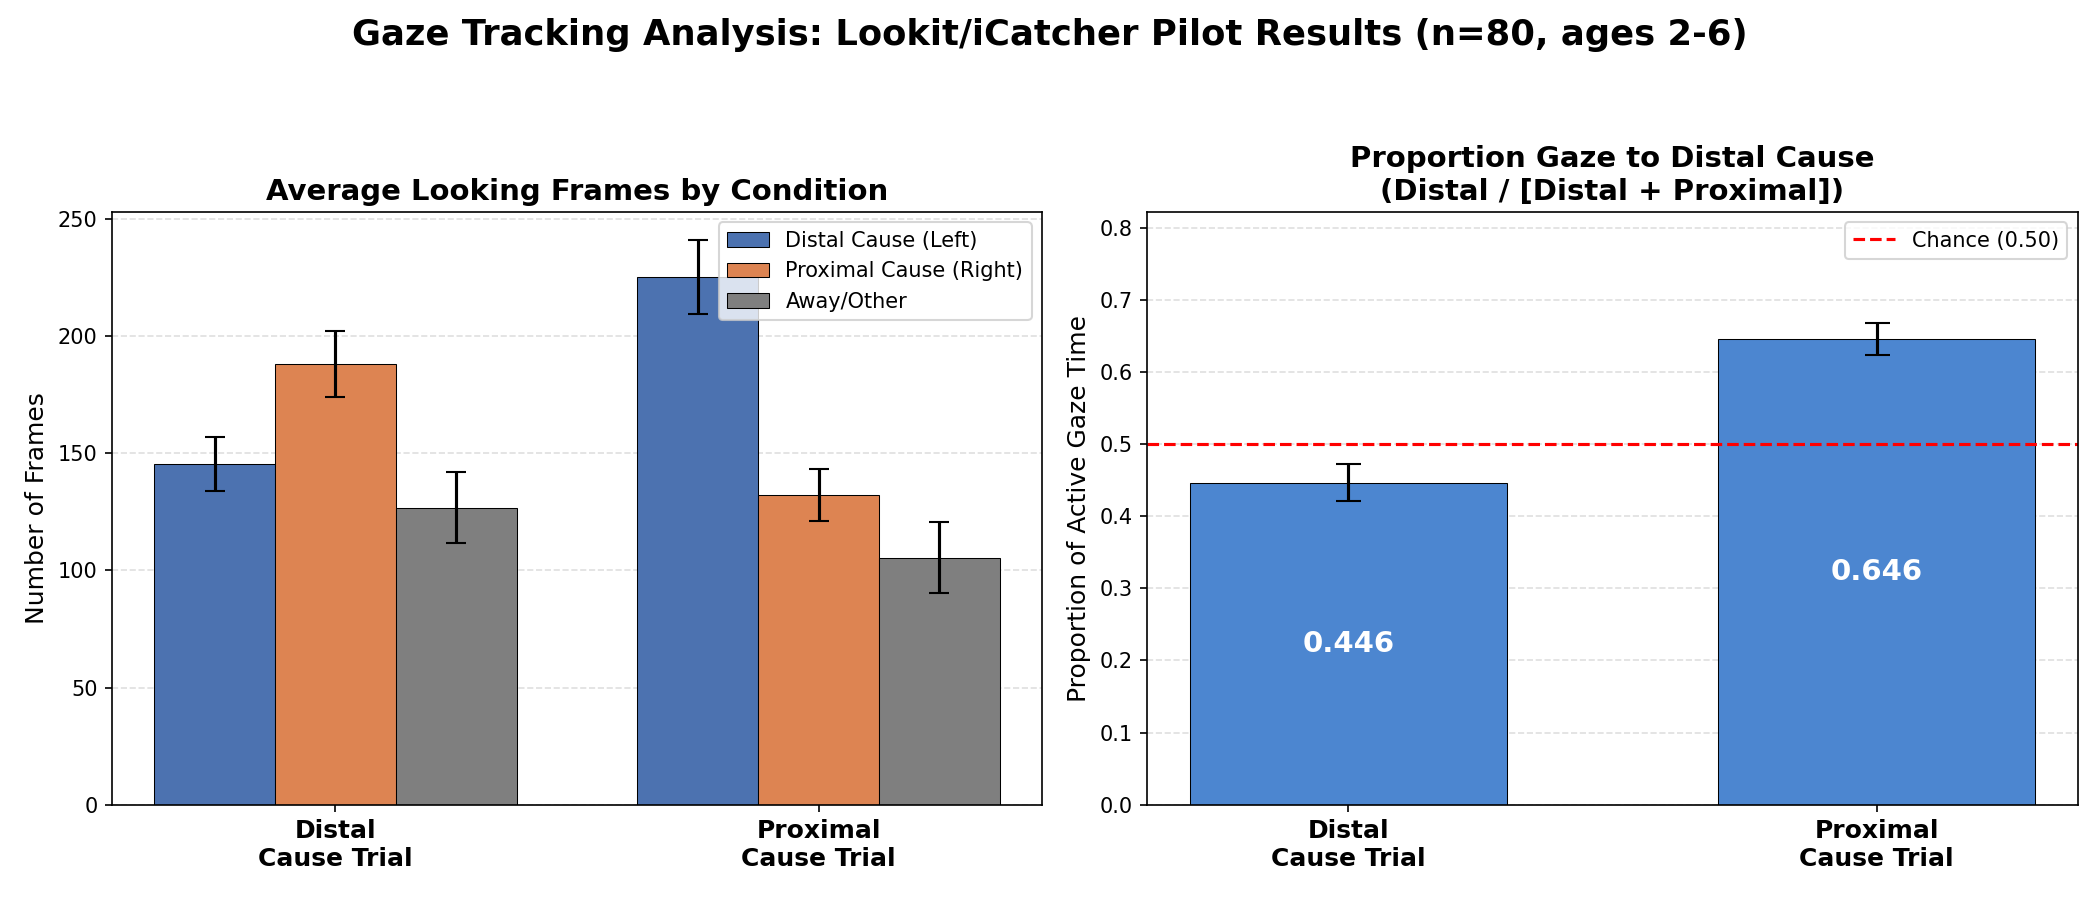 Gaze Tracking Analysis: Lookit/iCatcher Pilot Results (n=80, ages 2-6)
Average Looking Frames by Condition
Number of Frames
250
200
150
100
50
0
Distal Cause (Left)
Proximal Cause (Right)
Away/Other
Distal
Cause Trial
Proximal
Cause Trial
Proportion Gaze to Distal Cause
(Distal / [Distal + Proximal])
Proportion of Active Gaze Time
0.8
0.7
0.6
0.5
0.4
0.3
0.2
0.1
0.0
Chance (0.50)
0.446
0.646
Distal
Cause Trial
Proximal
Cause Trial